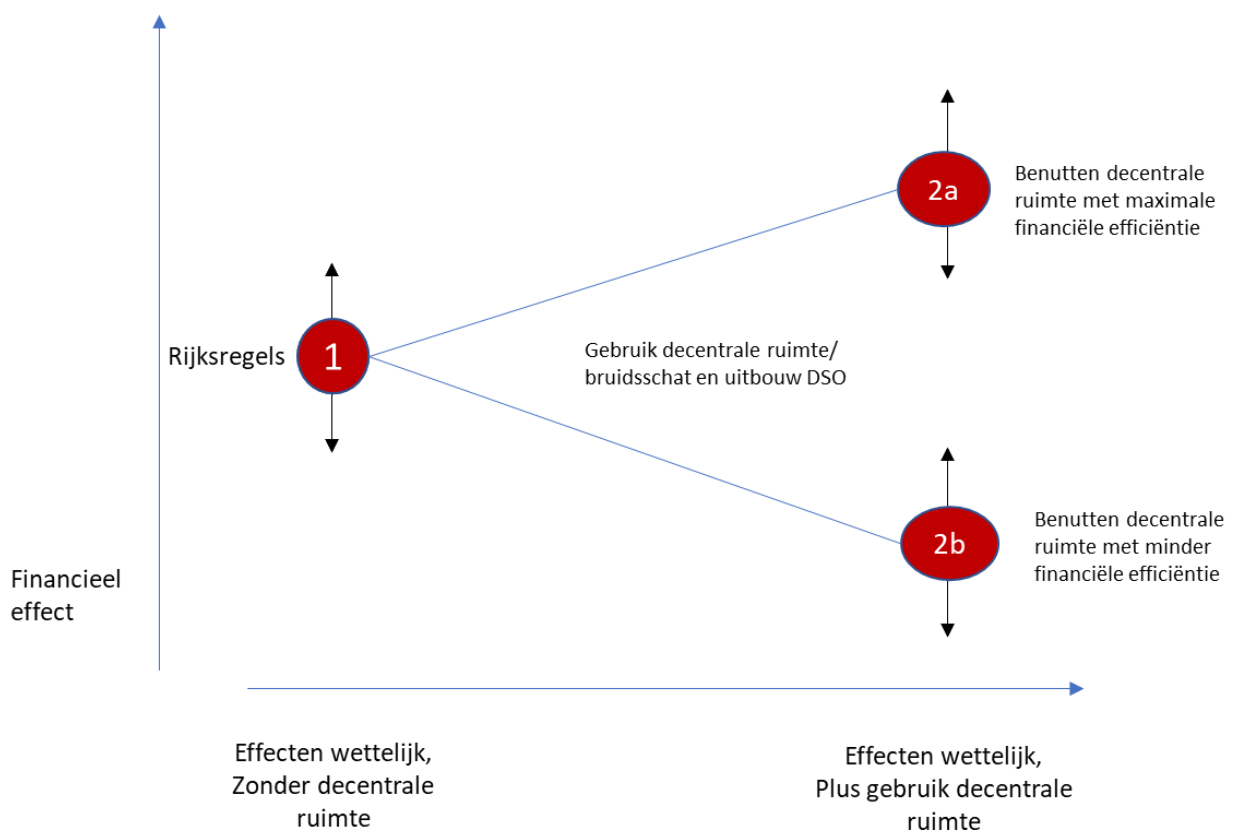 2a
Benutten decentrale
ruimte met maximale
financiële efficiëntie
Rijksregels
1
Gebruik decentrale ruimte/
bruidsschat en uitbouw DSO
2b
Benutten decentrale
ruimte met minder
financiële efficiëntie
Financieel
effect
Effecten wettelijk,
Zonder decentrale
ruimte
Effecten wettelijk,
Plus gebruik decentrale
ruimte